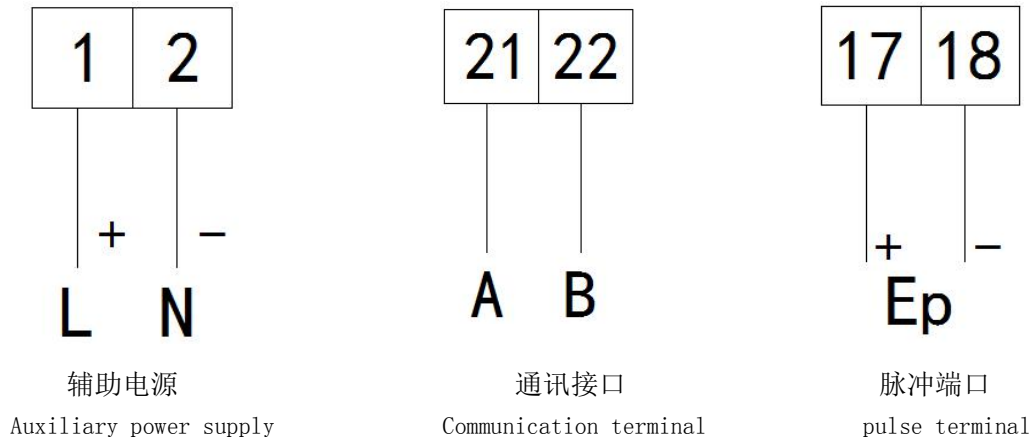 1 2 21 22 17 18
+ − + −
L N A B Ep
辅助电源 通讯接口 脉冲端口
Auxiliary power supply Communication terminal pulse terminal